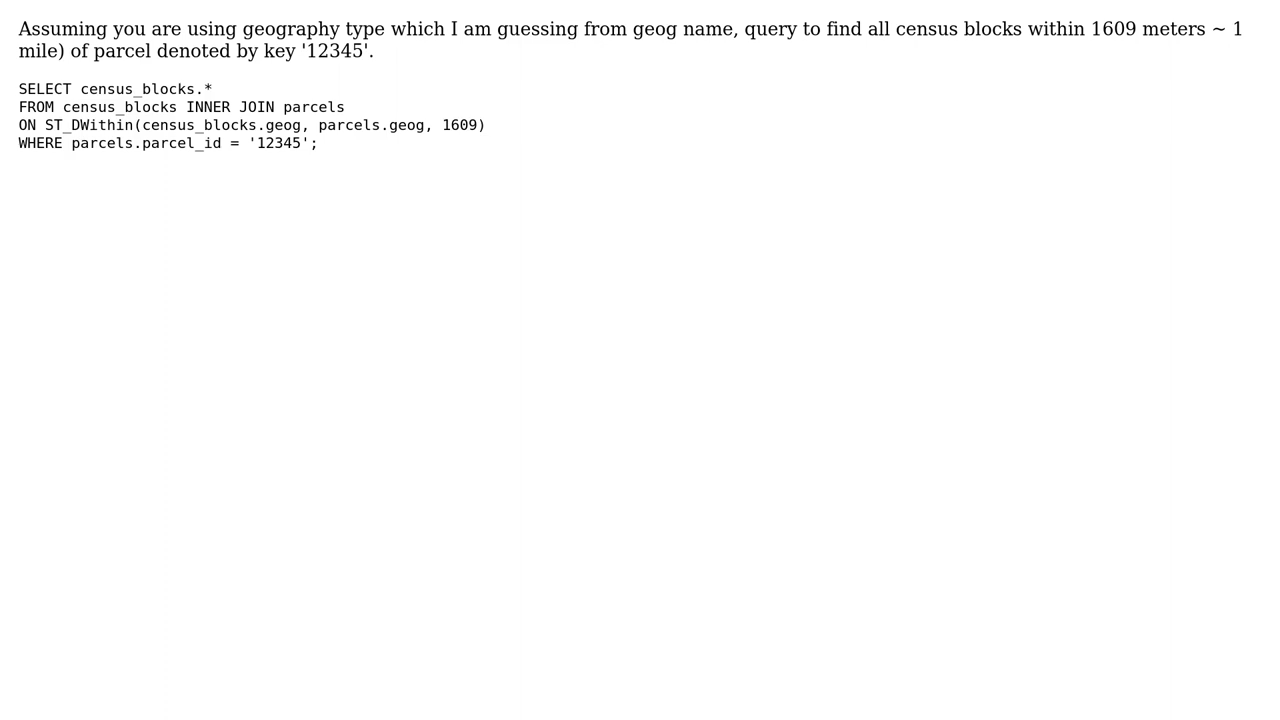 Assuming you are using geography type which I am guessing from geog name, query to find all census blocks within 1609 meters ~ 1
mile) of parcel denoted by key '12345'.
SELECT census_blocks.*
FROM census_blocks INNER JOIN parcels
ON ST_DWithin(census_blocks.geog, parcels.geog, 1609)
WHERE parcels.parcel_id = '12345';